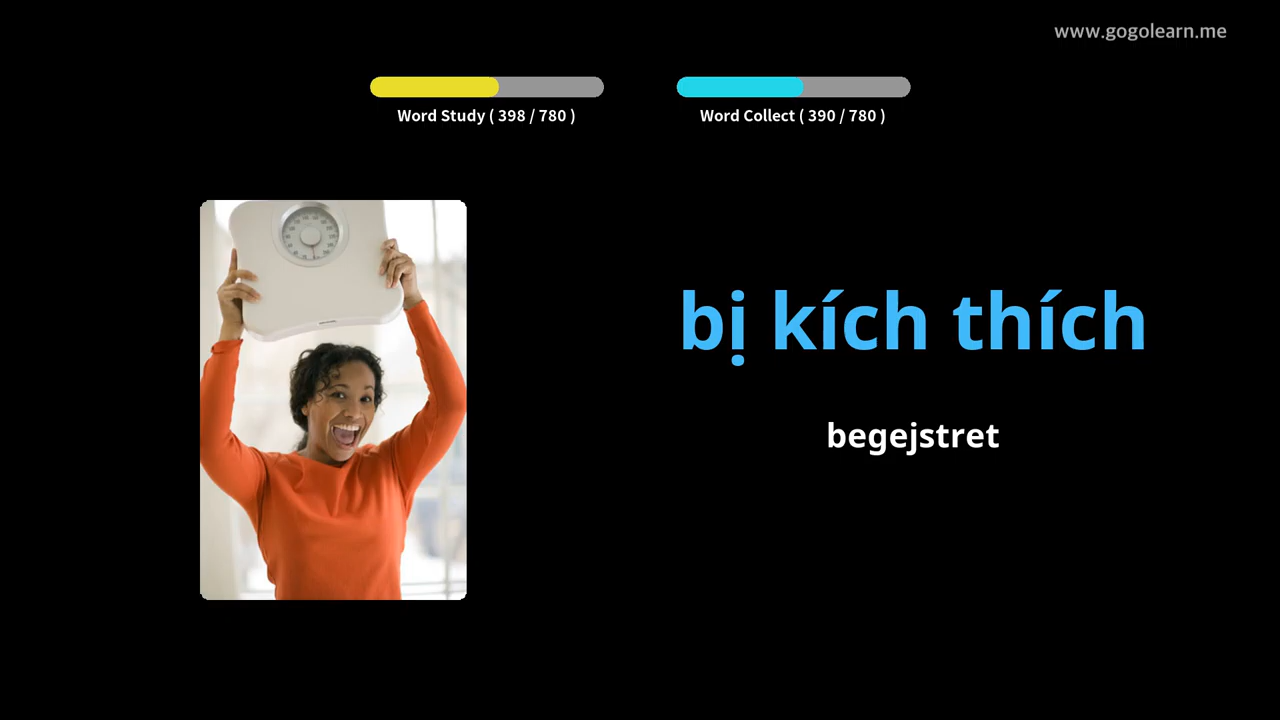 www.gogolearn.me
Word Study ( 398 / 780 )
Word Collect ( 390 / 780 )
bị kích thích
begejstret